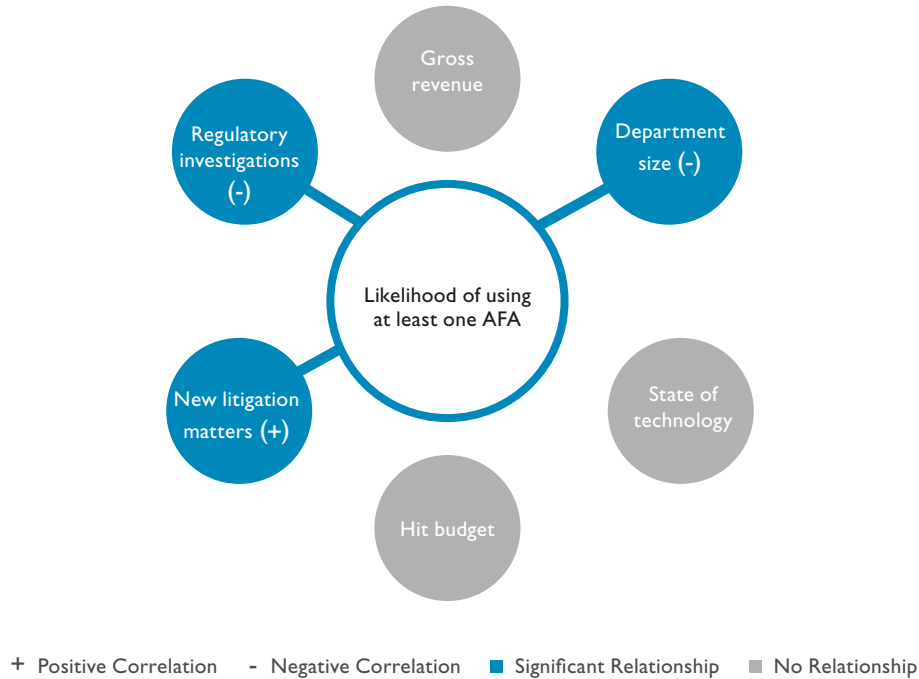 Gross
revenue
Regulatory
investigations
(-)
Department
size (-)
Likelihood of using
at least one AFA
New litigation
matters (+)
State of
technology
Hit budget
+ Positive Correlation - Negative Correlation Significant Relationship No Relationship